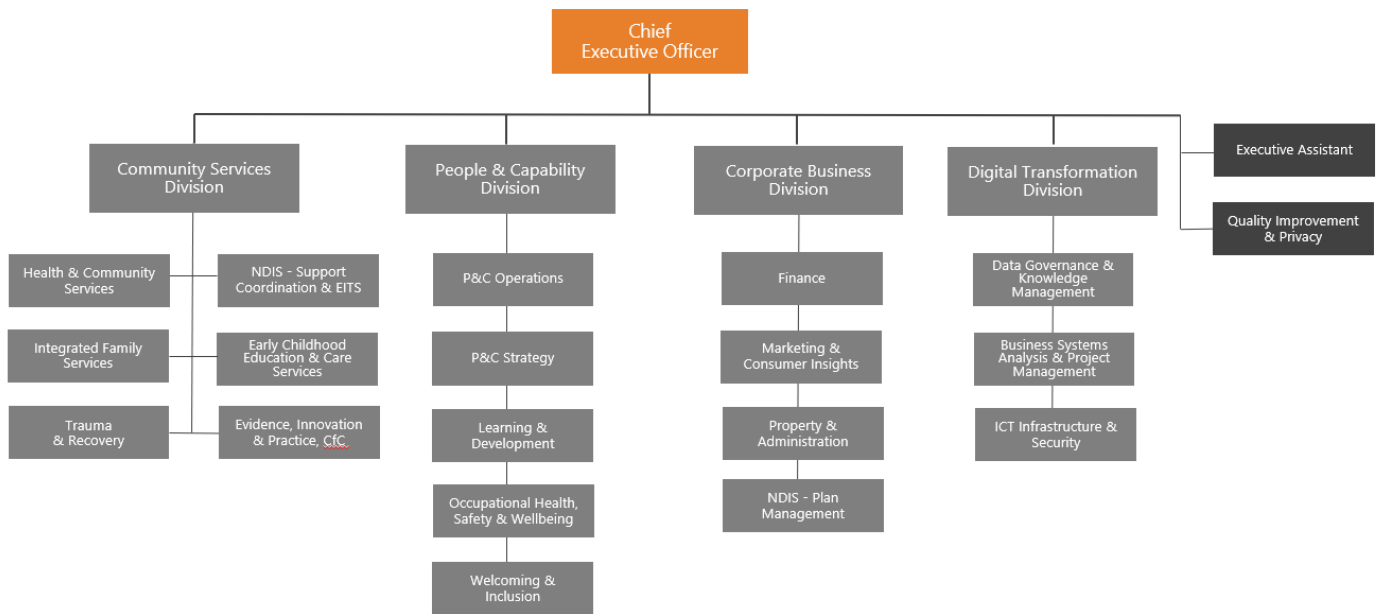 Chief
Executive Officer
Community Services
Division
People & Capability
Division
Corporate Business
Division
Digital Transformation
Division
Executive Assistant
Quality Improvement
& Privacy
Health & Community
Services
NDIS - Support
Coordination & EITS
Integrated Family
Services
Early Childhood
Education & Care
Services
Trauma
& Recovery
Evidence, Innovation
& Practice, CfC
P&C Operations
P&C Strategy
Learning &
Development
Occupational Health,
Safety & Wellbeing
Welcoming &
Inclusion
Finance
Marketing &
Consumer Insights
Property &
Administration
NDIS - Plan
Management
Data Governance &
Knowledge
Management
Business Systems
Analysis & Project
Management
ICT Infrastructure &
Security